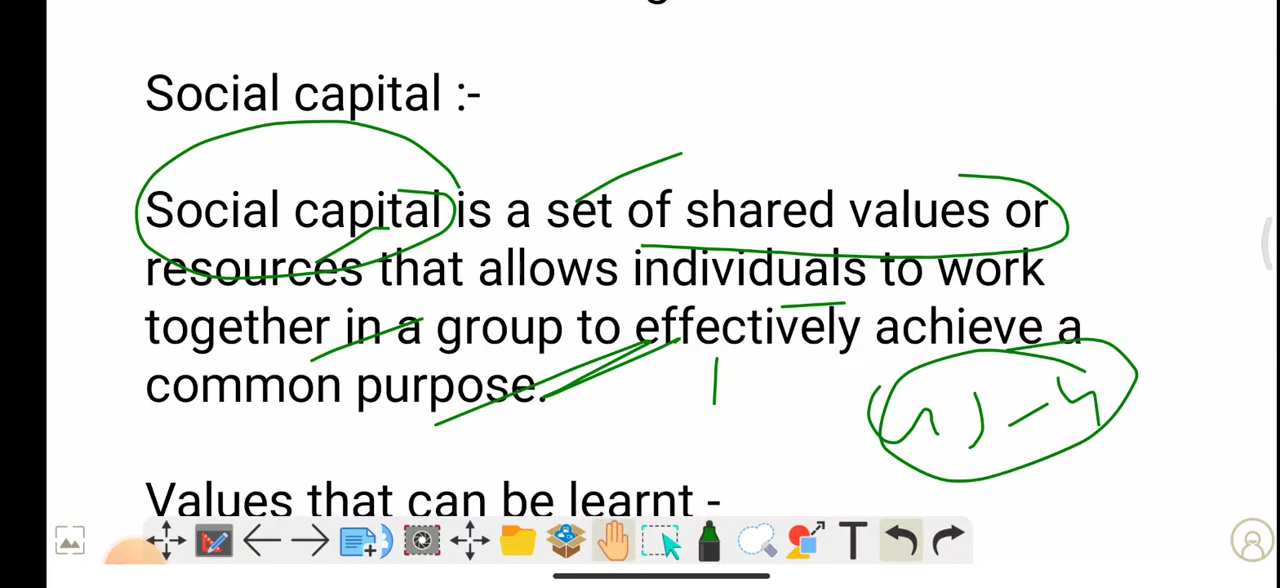 Social capital :-
Social capital is a set of shared values or
resources that allows individuals to work
together in a group to effectively achieve a
common purpose.
Values that can be learnt -